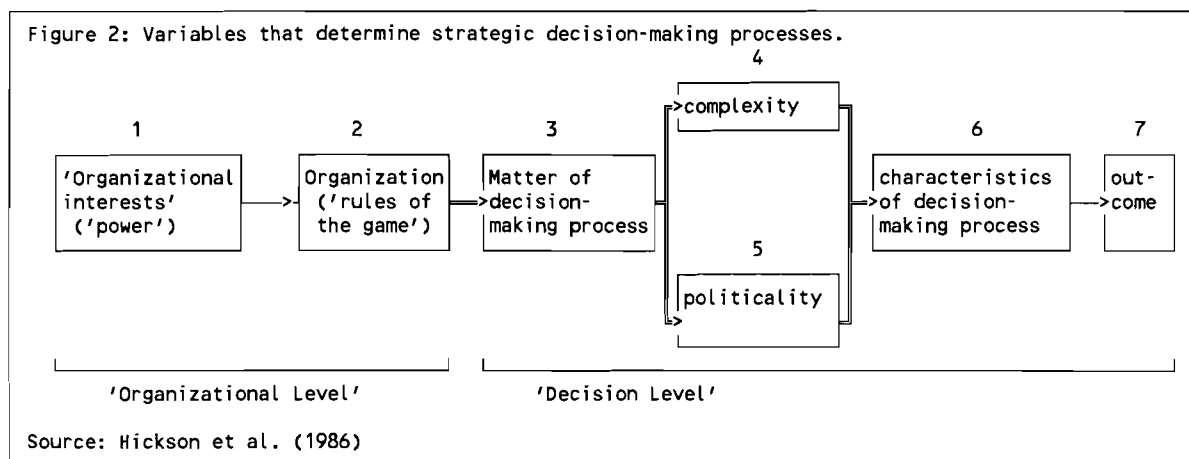 Figure 2: Variables that determine strategic decision-making processes.
1
'Organizational
interests'
('power')
2
Organization
('rules of
the game')
3
Matter of
decision-
making process
4
complexity
5
politicality
6
characteristics
of decision-
making process
7
out-
come
'Organizational Level'
'Decision Level'
Source: Hickson et al. (1986)